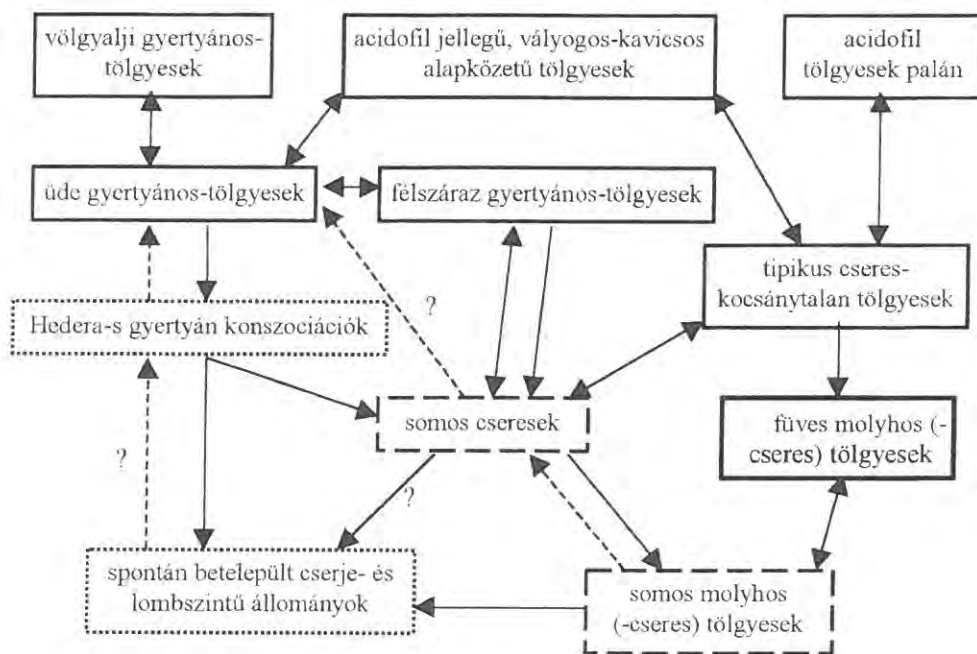 völgyalji gyertyános-
tölgyesek
acidofil jellegű, vályogos-kavicsos
alapkőzetű tölgyesek
acidofil
tölgyesek palán
üde gyertyános-tölgyesek
félszáraz gyertyános-tölgyesek
tipikus cseres-
kocsánytalan tölgyesek
?
Hedera-s gyertyán konszociációk
somos cseresek
füves molyhos (-
cseres) tölgyesek
?
?
spontán betelepült cserje- és
lombszintű állományok
somos molyhos
(-cseres) tölgyesek